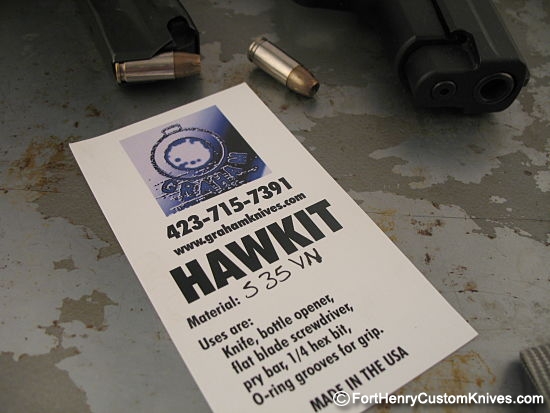 GRAHAM
423-715-7391
www.grahamknives.com
HAWKIT
Material: S35VN
Uses are:
Knife, bottle opener,
flat blade screwdriver,
pry bar, 1/4 hex bit,
O-ring grooves for grip.
MADE IN THE USA
©FortHenryCustomKnives.com